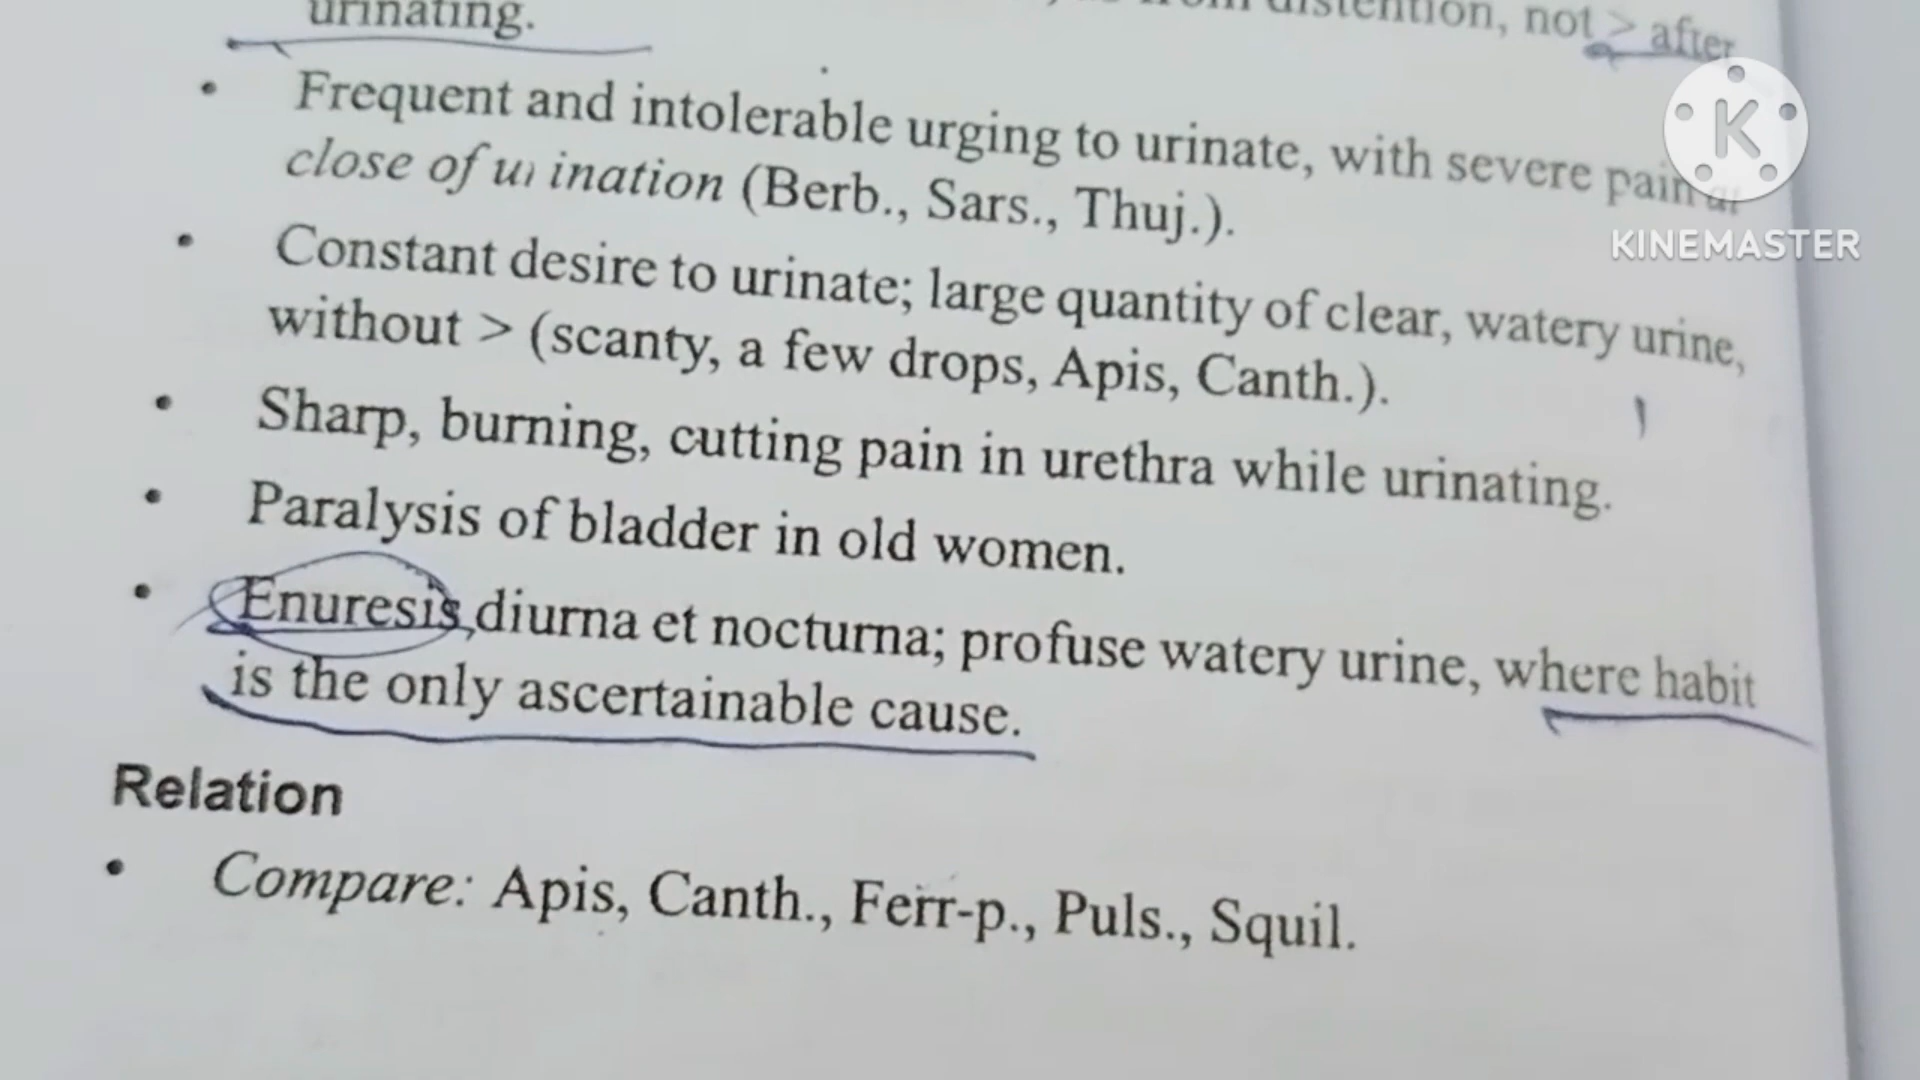 distention, not > after
urinating.
• Frequent and intolerable urging to urinate, with severe pain at
close of urination (Berb., Sars., Thuj.).
• Constant desire to urinate; large quantity of clear, watery urine,
without > (scanty, a few drops, Apis, Canth.).
• Sharp, burning, cutting pain in urethra while urinating.
• Paralysis of bladder in old women.
• Enuresis diurna et nocturna; profuse watery urine, where habit
is the only ascertainable cause.
Relation
• Compare: Apis, Canth., Ferr-p., Puls., Squil.
K
KINEMASTER